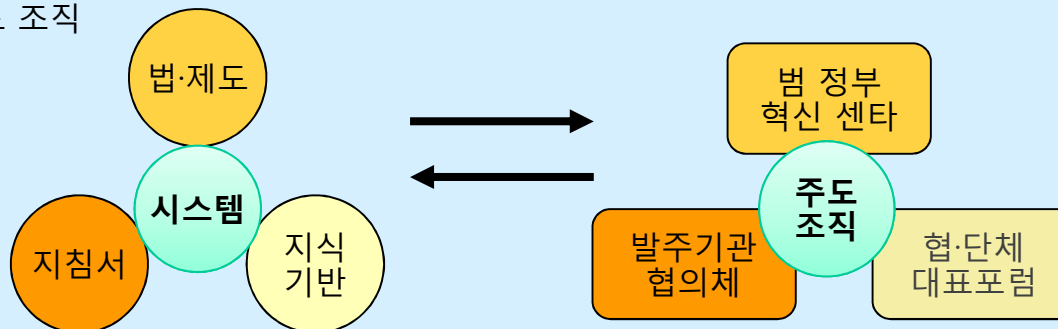 조직
법·제도
시스템
지침서
지식
기반
범 정부
혁신 센타
주도
조직
발주기관
협의체
협·단체
대표포럼